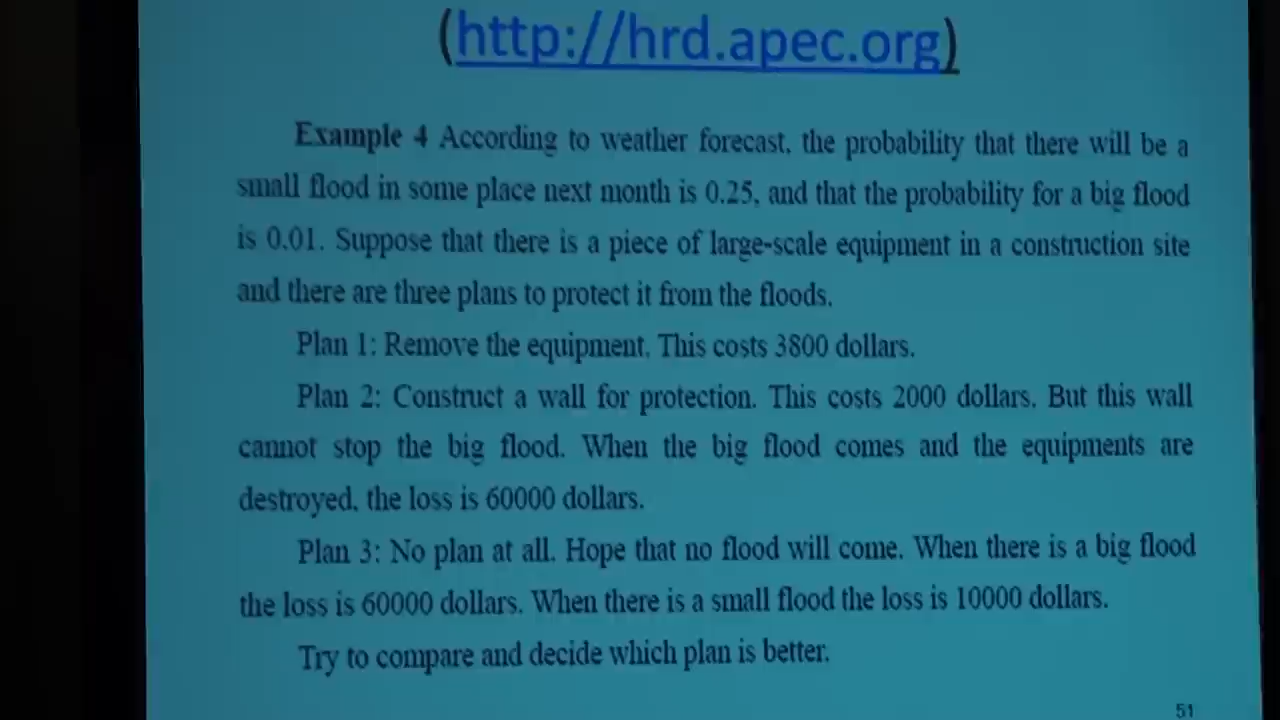 (http://hrd.apec.org)
Example 4 According to weather forecast, the probability that there will be a
small flood in some place next month is 0.25, and that the probability for a big flood
is 0.01. Suppose that there is a piece of large-scale equipment in a construction site
and there are three plans to protect it from the floods.
Plan 1: Remove the equipment. This costs 3800 dollars.
Plan 2: Construct a wall for protection. This costs 2000 dollars. But this wall
cannot stop the big flood. When the big flood comes and the equipments are
destroyed, the loss is 60000 dollars.
Plan 3: No plan at all. Hope that no flood will come. When there is a big flood
the loss is 60000 dollars. When there is a small flood the loss is 10000 dollars.
Try to compare and decide which plan is better.
51